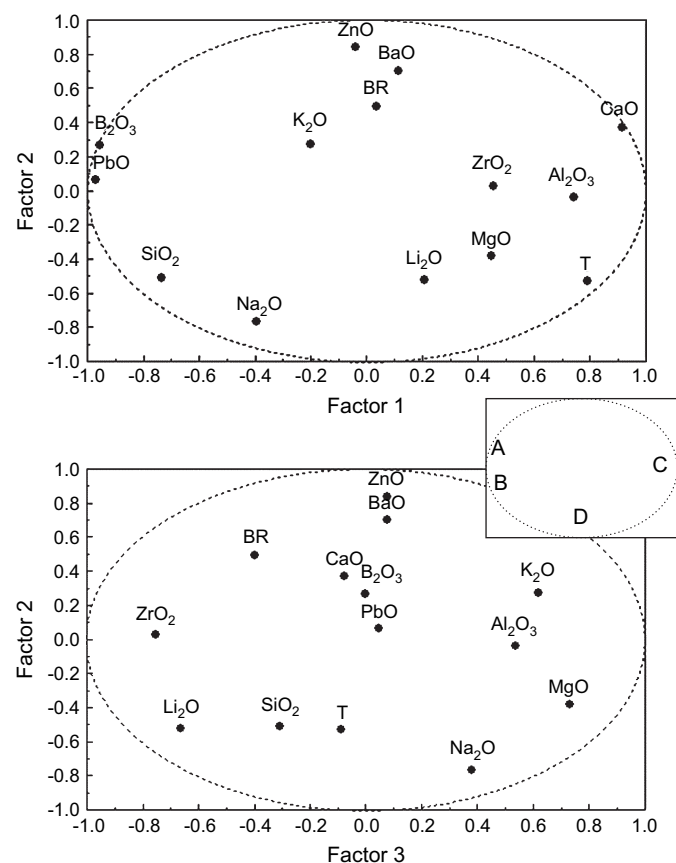 1.0
0.8
0.6
0.4
0.2
0.0
-0.2
-0.4
-0.6
-0.8
-1.0
Factor 2
ZnO
BaO
BR
CaO
K₂O
B₂O₃
PbO
ZrO₂
Al₂O₃
MgO
SiO₂
Li₂O
T
Na₂O
-1.0 -0.8 -0.6 -0.4 -0.2 0.0 0.2 0.4 0.6 0.8 1.0
Factor 1
A
B
C
D
1.0
0.8
0.6
0.4
0.2
0.0
-0.2
-0.4
-0.6
-0.8
-1.0
Factor 2
ZnO
BaO
BR
CaO
B₂O₃
K₂O
ZrO₂
PbO
Al₂O₃
MgO
Li₂O
SiO₂
T
Na₂O
-1.0 -0.8 -0.6 -0.4 -0.2 0.0 0.2 0.4 0.6 0.8 1.0
Factor 3